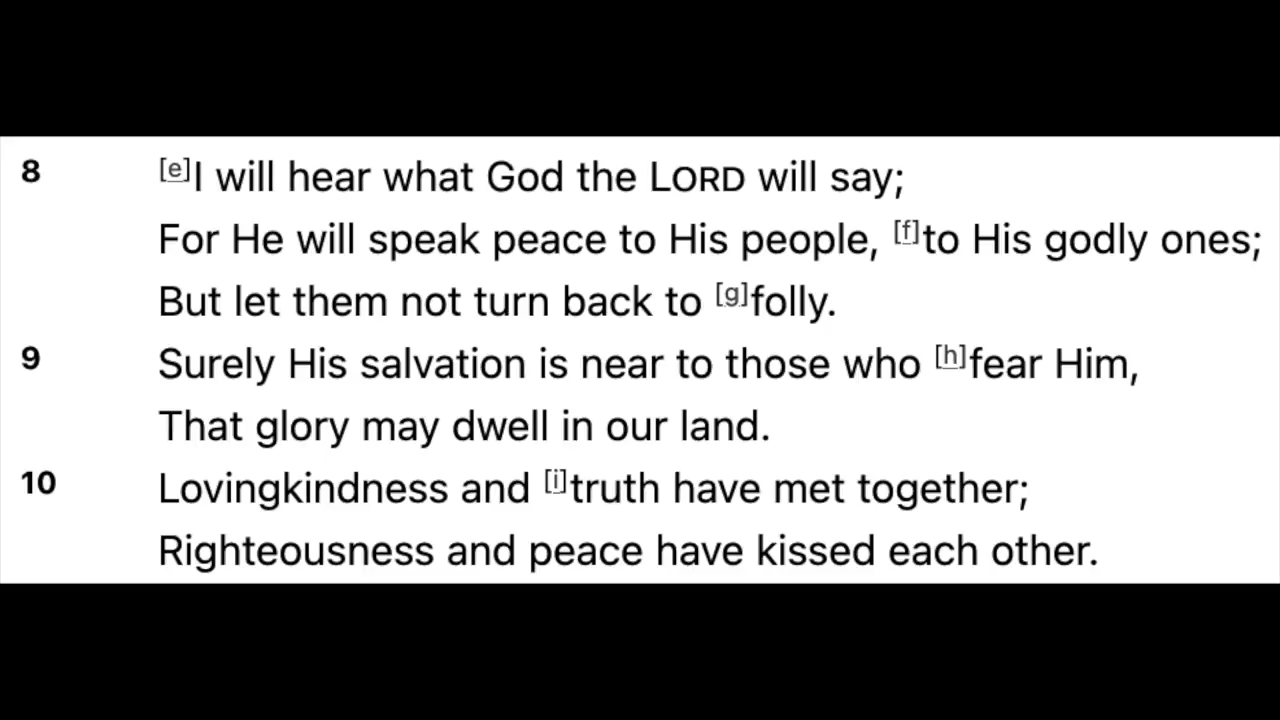 8 [e]I will hear what God the LORD will say;
For He will speak peace to His people, [f]to His godly ones;
But let them not turn back to [g]folly.
9 Surely His salvation is near to those who [h]fear Him,
That glory may dwell in our land.
10 Lovingkindness and [i]truth have met together;
Righteousness and peace have kissed each other.